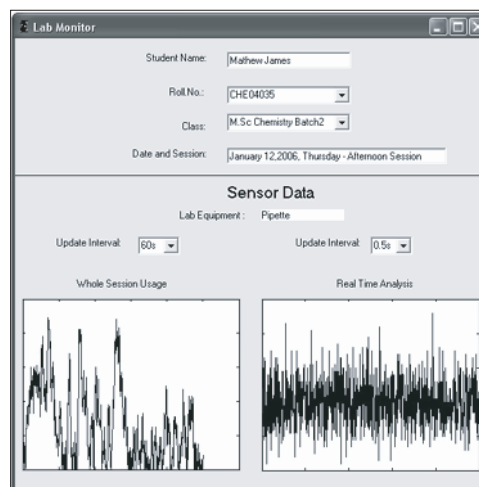 Lab Monitor
Student Name: Mathew James
Roll.No.: CHE04035
Class: M.Sc Chemistry Batch2
Date and Session: January 12,2006, Thursday - Afternoon Session
Sensor Data
Lab Equipment : Pipette
Update Interval: 60s Update Interval: 0.5s
Whole Session Usage Real Time Analysis